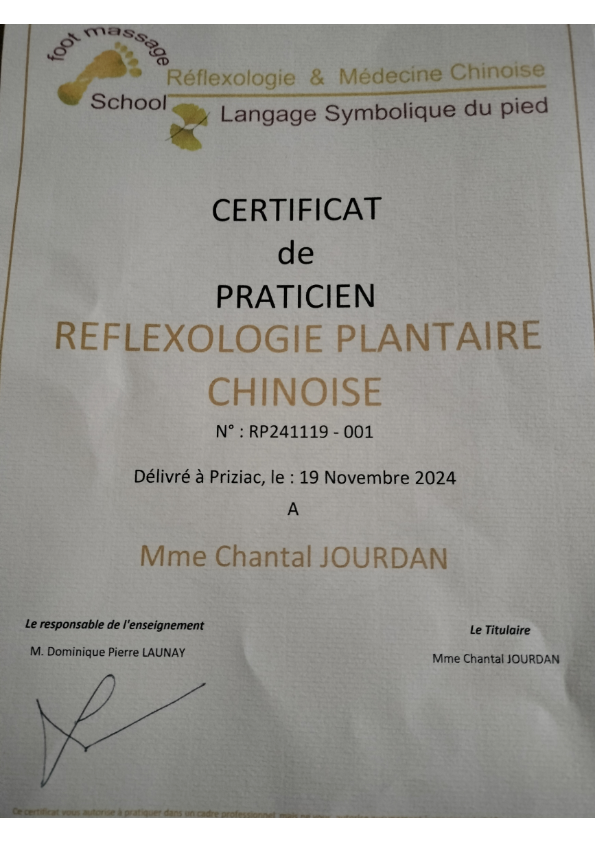 foot massage
School
Réflexologie & Médecine Chinoise
Langage Symbolique du pied
CERTIFICAT
de
PRATICIEN
REFLEXOLOGIE PLANTAIRE
CHINOISE
N° : RP241119 - 001
Délivré à Priziac, le : 19 Novembre 2024
A
Mme Chantal JOURDAN
Le responsable de l'enseignement
M. Dominique Pierre LAUNAY
Le Titulaire
Mme Chantal JOURDAN
Ce certificat vous autorise à pratiquer dans un cadre professionnel